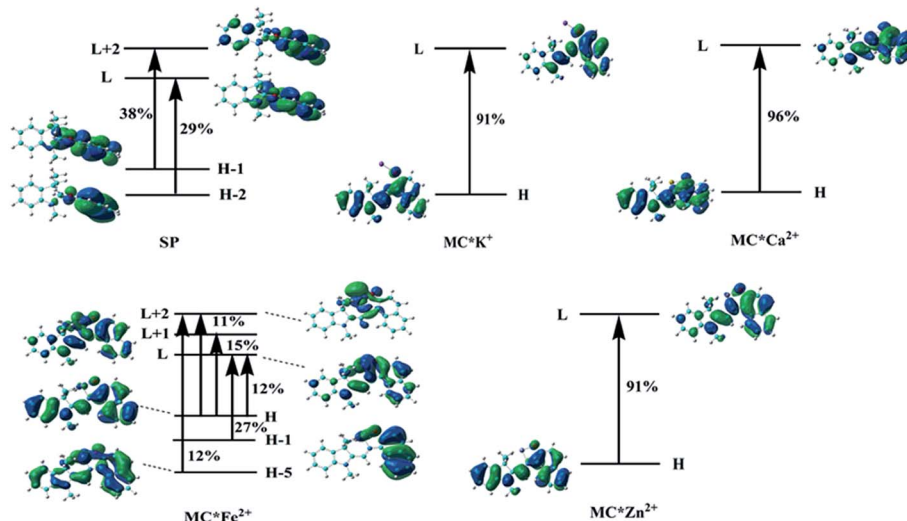 L+2
L
38%
29%
H-1
H-2
SP
L
91%
H
MC*K⁺
L
96%
H
MC*Ca²⁺
L+2
11%
L+1
15%
L
12%
H
27%
H-1
12%
H-5
MC*Fe²⁺
L
91%
H
MC*Zn²⁺